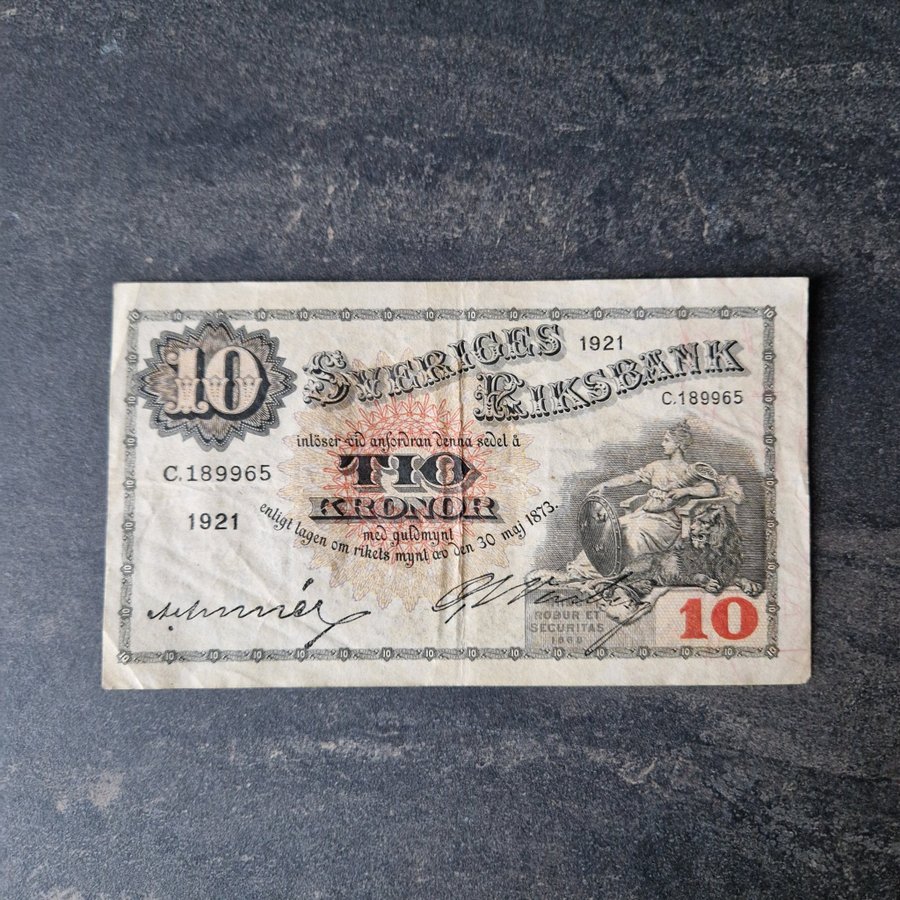 10
SVERIGES
1921
RIKSBANK
C.189965
inlöser vid anfordran denna sedel å
TIO
KRONOR
C.189965
1921
med guldmynt
enligt lagen om rikets mynt av den 30 maj 1873.
ROBUR ET
SECURITAS
1668
10